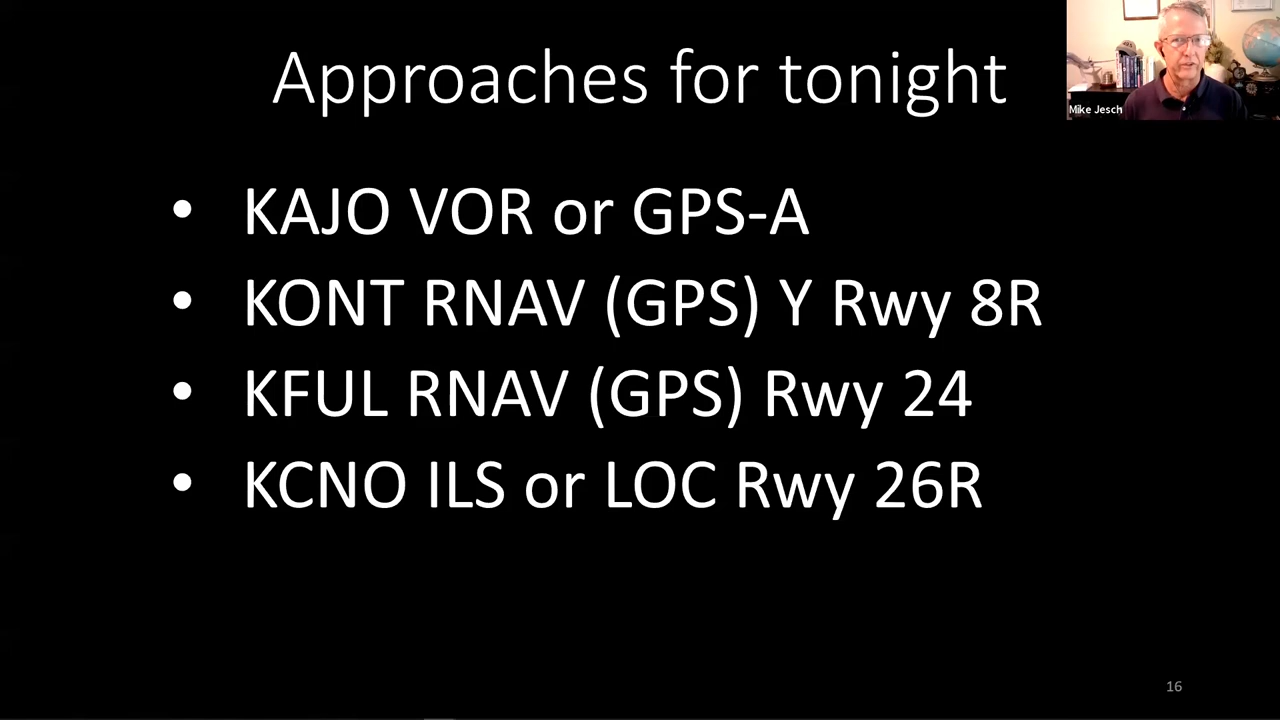 Approaches for tonight
Mike Jesch
• KAJO VOR or GPS-A
• KONT RNAV (GPS) Y Rwy 8R
• KFUL RNAV (GPS) Rwy 24
• KCNO ILS or LOC Rwy 26R
16